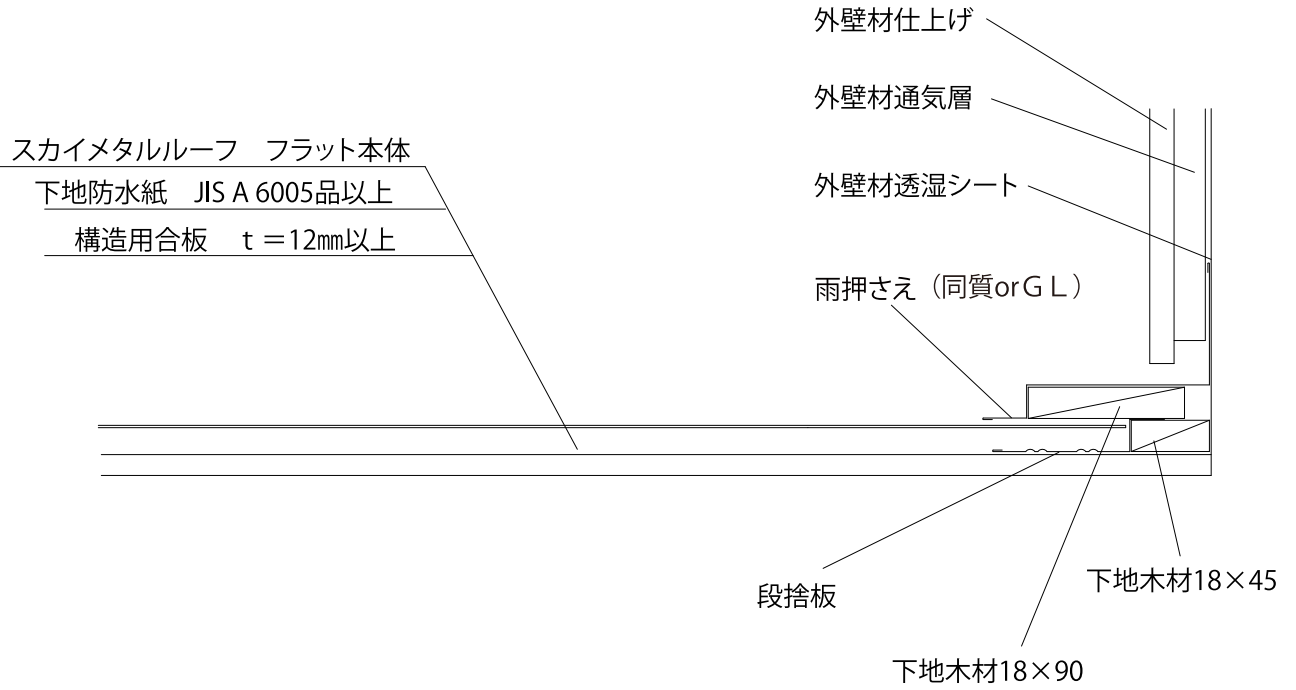 外壁材仕上げ
外壁材通気層
スカイメタルルーフ　フラット本体
下地防水紙　JIS A 6005品以上
外壁材透湿シート
構造用合板　t＝12㎜以上
雨押さえ（同質orGL）
下地木材18×45
段捨板
下地木材18×90